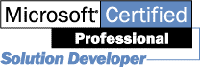 Microsoft Certified
Professional
Solution Developer